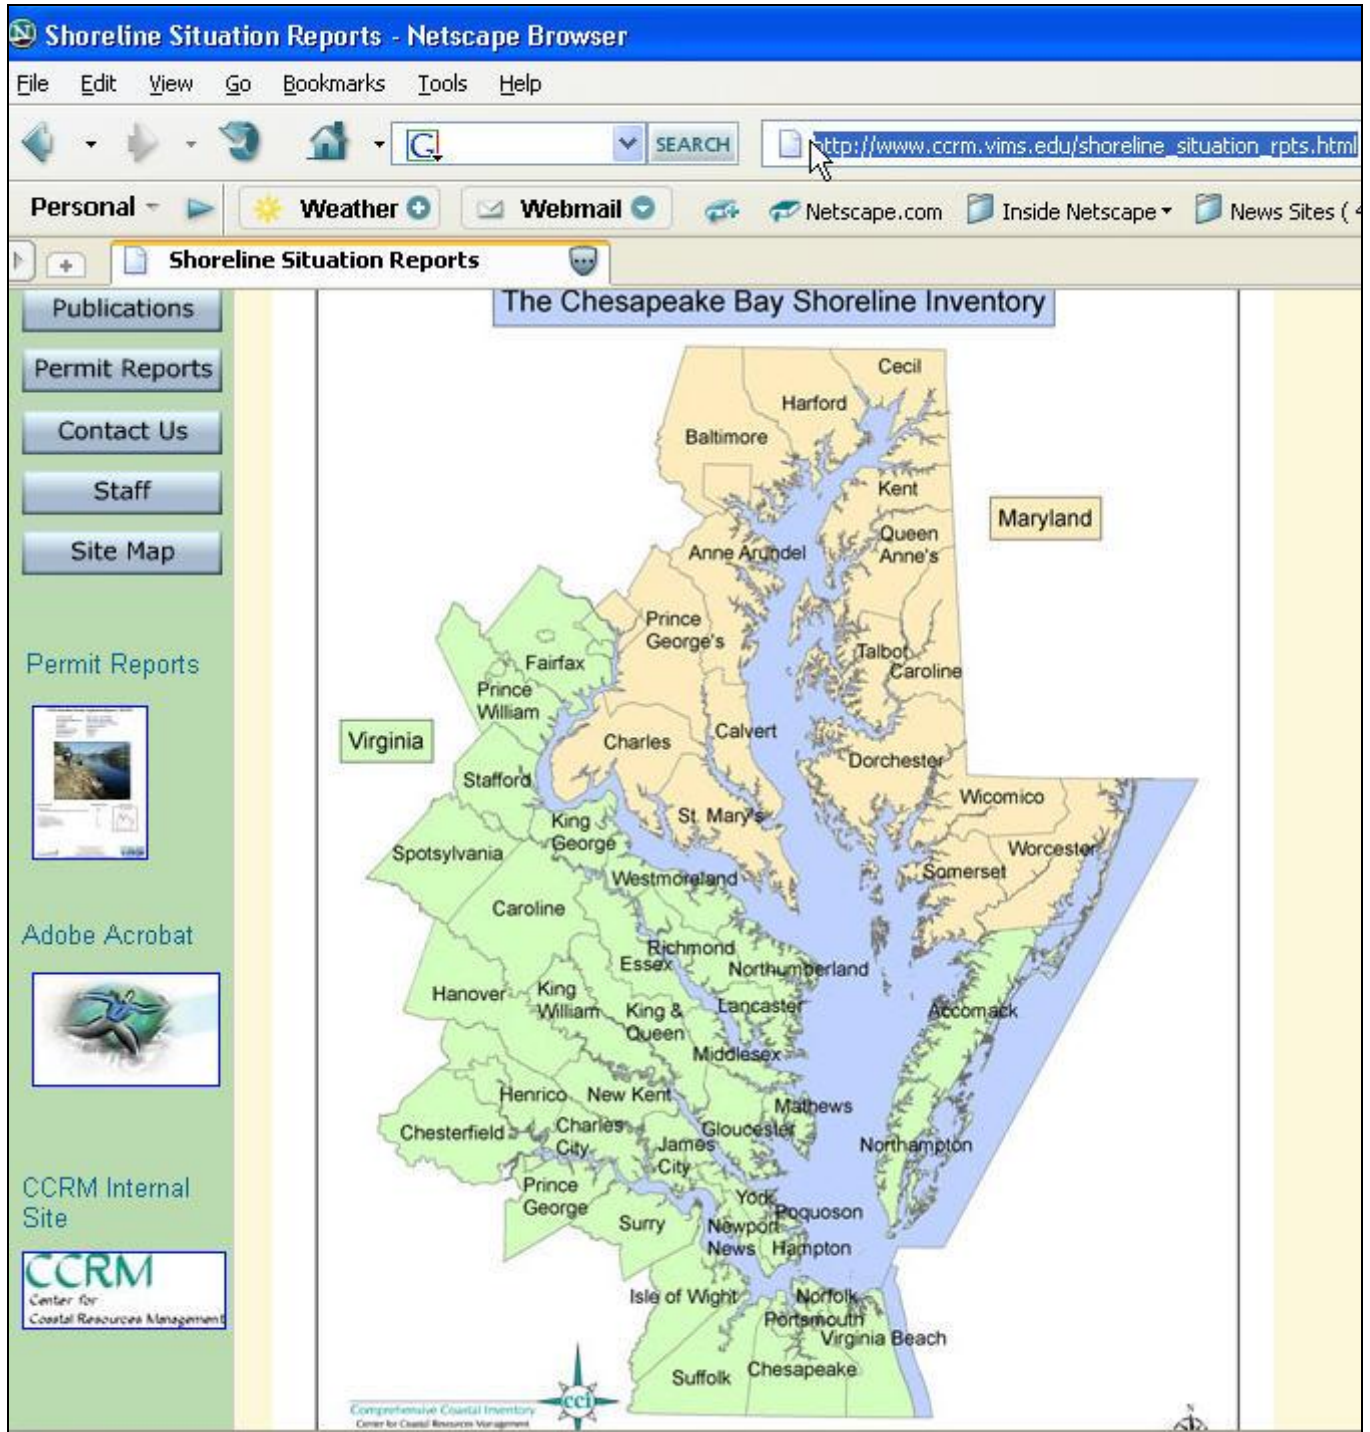 Shoreline Situation Reports - Netscape Browser
File Edit View Go Bookmarks Tools Help
G SEARCH http://www.ccrm.vims.edu/shoreline_situation_rpts.html
Personal Weather Webmail Netscape.com Inside Netscape News Sites (
Shoreline Situation Reports
Publications
Permit Reports
Contact Us
Staff
Site Map
Permit Reports
Adobe Acrobat
CCRM Internal
Site
CCRM
Center for
Coastal Resources Management
The Chesapeake Bay Shoreline Inventory
Cecil
Harford
Baltimore
Kent
Maryland
Queen
Anne's
Anne Arundel
Prince
George's
Talbot
Caroline
Fairfax
Prince
William
Virginia
Charles
Calvert
Dorchester
Stafford
Wicomico
St. Mary's
King
George
Worcester
Spotsylvania
Somerset
Westmoreland
Caroline
Richmond
Essex
Northumberland
Hanover
King
William
King &
Queen
Lancaster
Accomack
Middlesex
Henrico
New Kent
Mathews
Chesterfield
Charles
City
James
City
Gloucester
Northampton
Prince
George
York
Poquoson
Surry
Newport
News
Hampton
Isle of Wight
Norfolk
Portsmouth
Virginia Beach
Suffolk
Chesapeake
cci
Comprehensive Coastal Inventory
Center for Coastal Resources Management
N